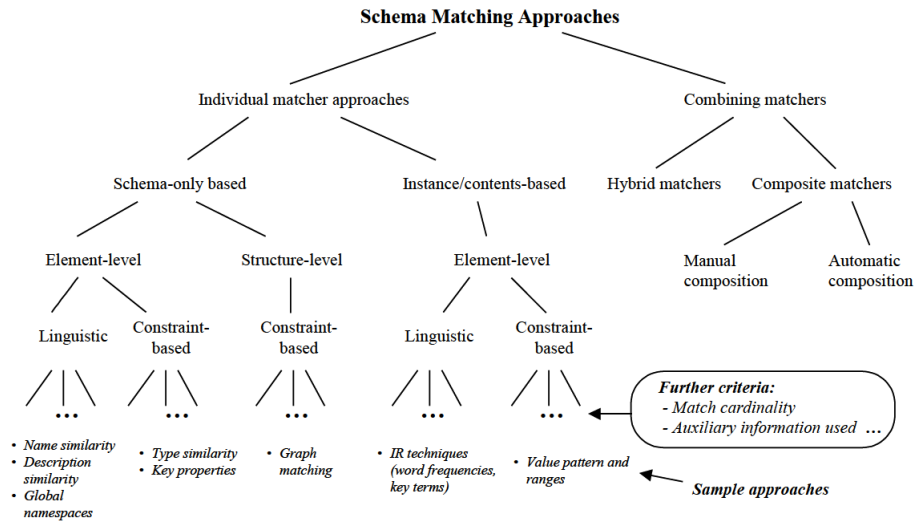 Schema Matching Approaches
Individual matcher approaches
Combining matchers
Schema-only based
Instance/contents-based
Hybrid matchers
Composite matchers
Element-level
Structure-level
Element-level
Manual
composition
Automatic
composition
Linguistic
Constraint-
based
Constraint-
based
Linguistic
Constraint-
based
...
...
...
...
...
Further criteria:
- Match cardinality
- Auxiliary information used ...
• Name similarity
• Description
similarity
• Global
namespaces
• Type similarity
• Key properties
• Graph
matching
• IR techniques
(word frequencies,
key terms)
• Value pattern and
ranges
Sample approaches